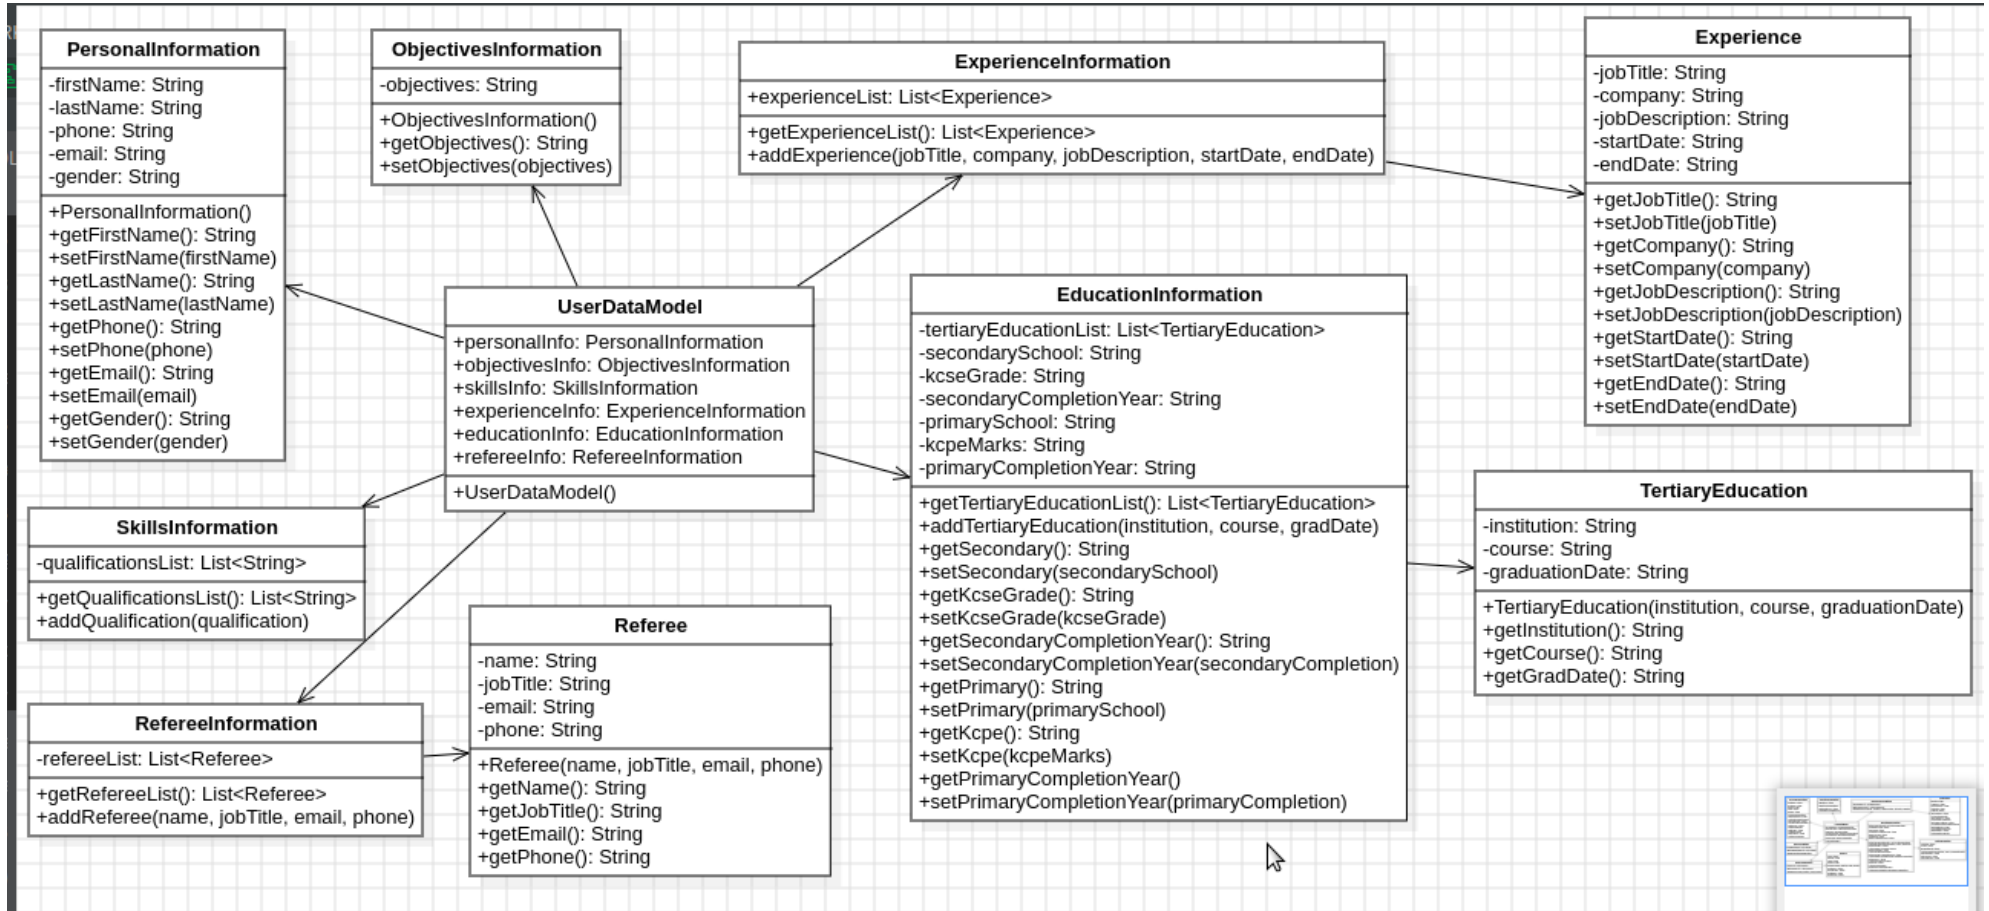 PersonalInformation
-firstName: String
-lastName: String
-phone: String
-email: String
-gender: String
+PersonalInformation()
+getFirstName(): String
+setFirstName(firstName)
+getLastName(): String
+setLastName(lastName)
+getPhone(): String
+setPhone(phone)
+getEmail(): String
+setEmail(email)
+getGender(): String
+setGender(gender)
ObjectivesInformation
-objectives: String
+ObjectivesInformation()
+getObjectives(): String
+setObjectives(objectives)
ExperienceInformation
+experienceList: List<Experience>
+getExperienceList(): List<Experience>
+addExperience(jobTitle, company, jobDescription, startDate, endDate)
Experience
-jobTitle: String
-company: String
-jobDescription: String
-startDate: String
-endDate: String
+getJobTitle(): String
+setJobTitle(jobTitle)
+getCompany(): String
+setCompany(company)
+getJobDescription(): String
+setJobDescription(jobDescription)
+getStartDate(): String
+setStartDate(startDate)
+getEndDate(): String
+setEndDate(endDate)
UserDataModel
+personalInfo: PersonalInformation
+objectivesInfo: ObjectivesInformation
+skillsInfo: SkillsInformation
+experienceInfo: ExperienceInformation
+educationInfo: EducationInformation
+refereeInfo: RefereeInformation
+UserDataModel()
EducationInformation
-tertiaryEducationList: List<TertiaryEducation>
-secondarySchool: String
-kcseGrade: String
-secondaryCompletionYear: String
-primarySchool: String
-kcpeMarks: String
-primaryCompletionYear: String
+getTertiaryEducationList(): List<TertiaryEducation>
+addTertiaryEducation(institution, course, gradDate)
+getSecondary(): String
+setSecondary(secondarySchool)
+getKcseGrade(): String
+setKcseGrade(kcseGrade)
+getSecondaryCompletionYear(): String
+setSecondaryCompletionYear(secondaryCompletion)
+getPrimary(): String
+setPrimary(primarySchool)
+getKcpe(): String
+setKcpe(kcpeMarks)
+getPrimaryCompletionYear()
+setPrimaryCompletionYear(primaryCompletion)
TertiaryEducation
-institution: String
-course: String
-graduationDate: String
+TertiaryEducation(institution, course, graduationDate)
+getInstitution(): String
+getCourse(): String
+getGradDate(): String
SkillsInformation
-qualificationsList: List<String>
+getQualificationsList(): List<String>
+addQualification(qualification)
Referee
-name: String
-jobTitle: String
-email: String
-phone: String
+Referee(name, jobTitle, email, phone)
+getName(): String
+getJobTitle(): String
+getEmail(): String
+getPhone(): String
RefereeInformation
-refereeList: List<Referee>
+getRefereeList(): List<Referee>
+addReferee(name, jobTitle, email, phone)